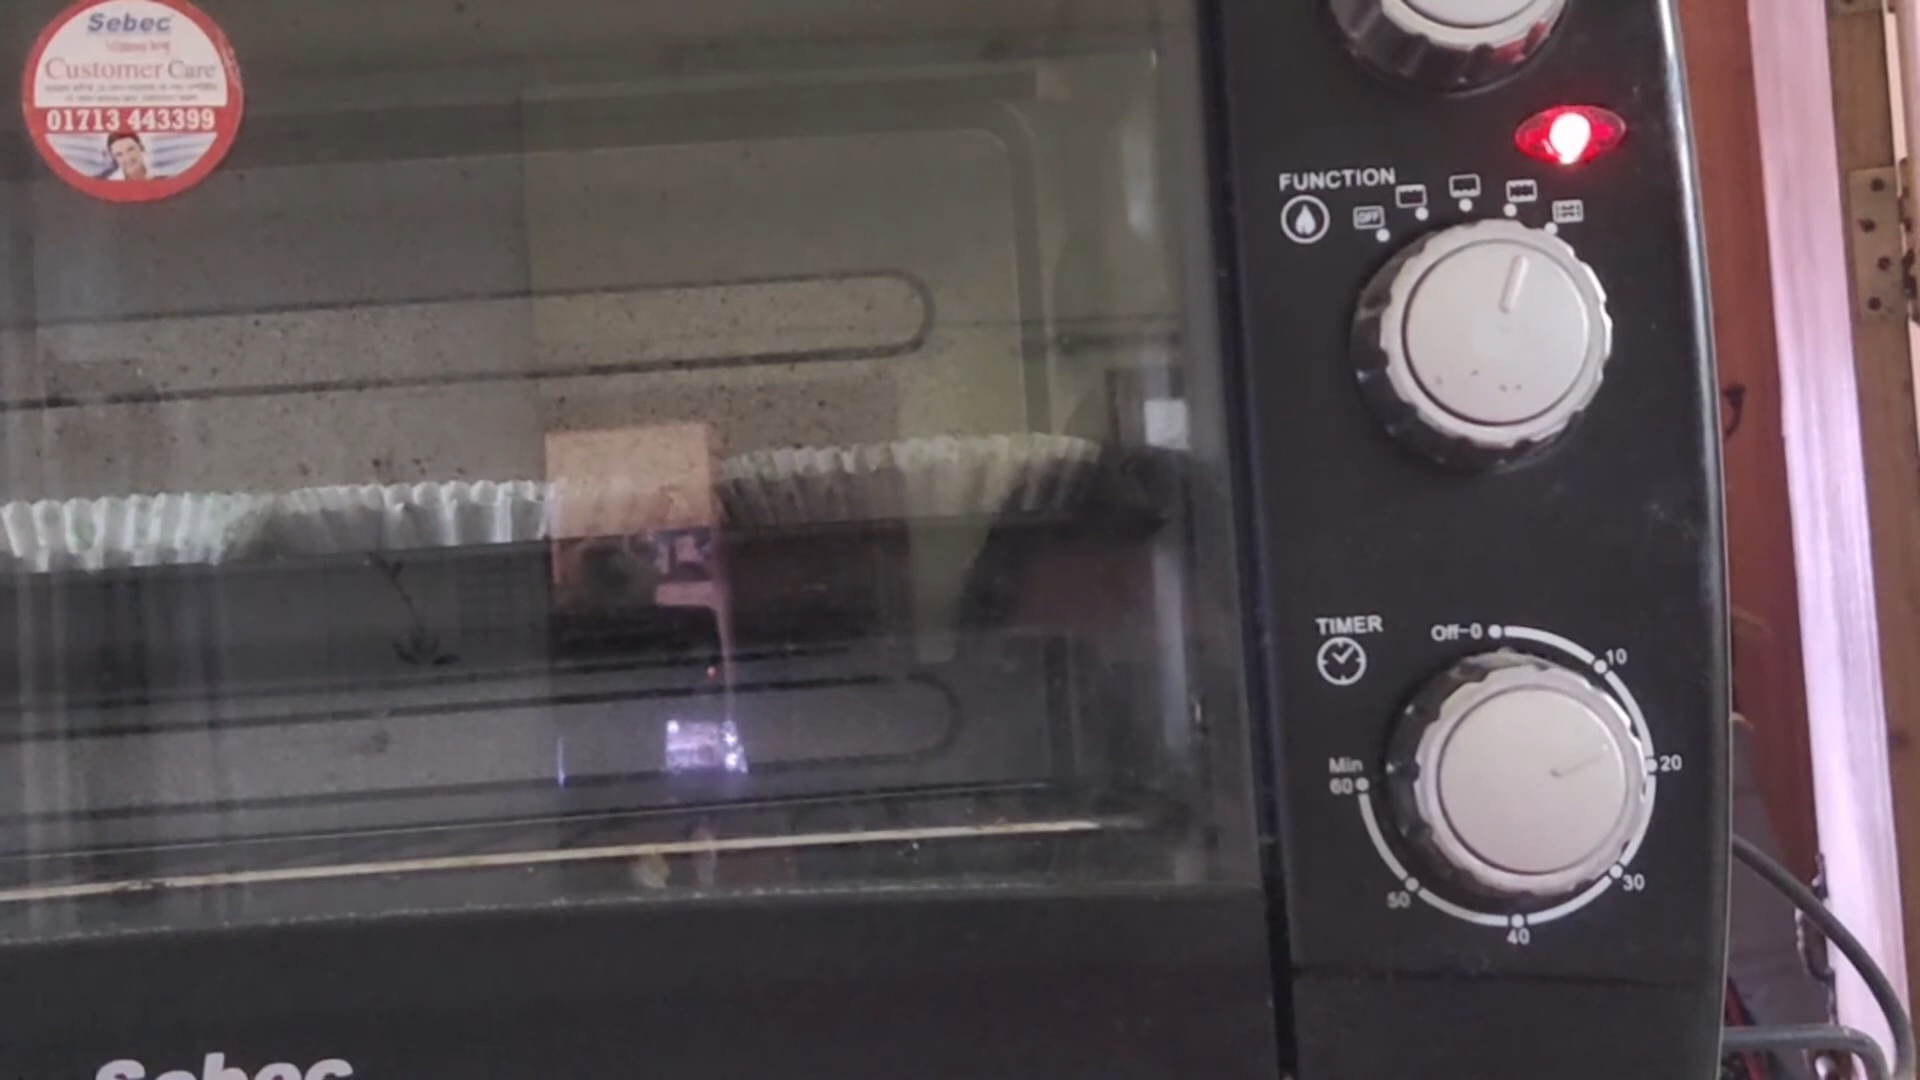 Sebec
Customer Care
01713 443399
FUNCTION
OFF
TIMER
Off-0
10
20
30
40
50
Min
60
Sebec